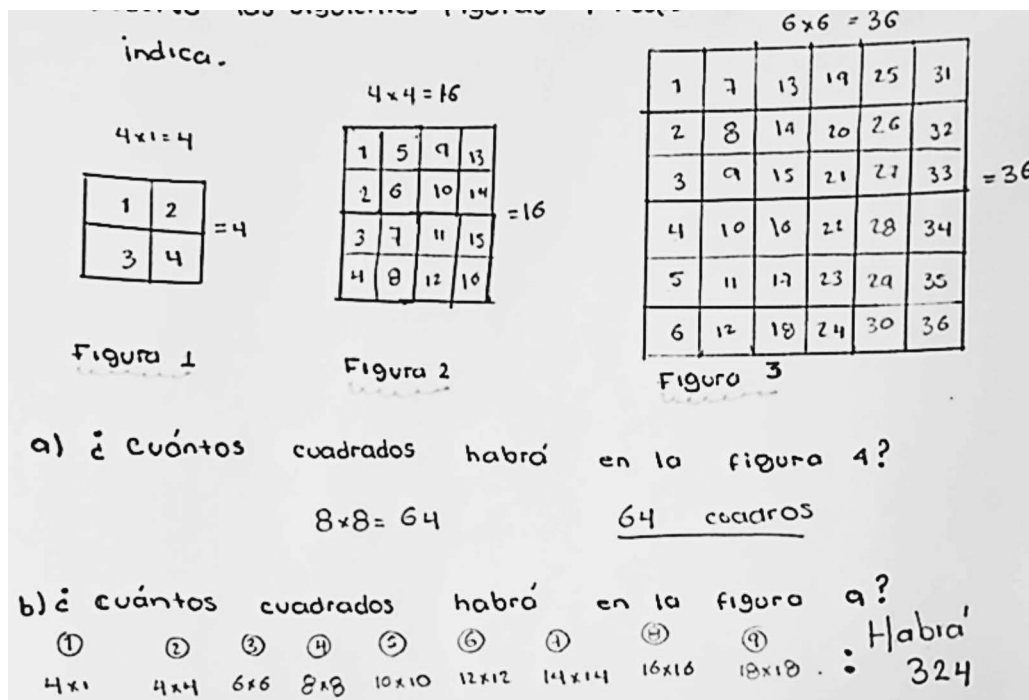 indica.
4x1=4
1 2
3 4
=4
Figura 1
4x4=16
1 5 9 13
2 6 10 14
3 7 11 15
4 8 12 16
=16
Figura 2
6x6=36
1 7 13 19 25 31
2 8 14 20 26 32
3 9 15 21 27 33
4 10 16 22 28 34
5 11 17 23 29 35
6 12 18 24 30 36
=36
Figura 3
a) ¿Cuántos cuadrados habrá en la figura 4?
8x8=64 64 cuadros
b) ¿cuántos cuadrados habrá en la figura 9?
① ② ③ ④ ⑤ ⑥ ⑦ ⑧ ⑨
4x1 4x4 6x6 8x8 10x10 12x12 14x14 16x16 18x18 . : Habrá
324